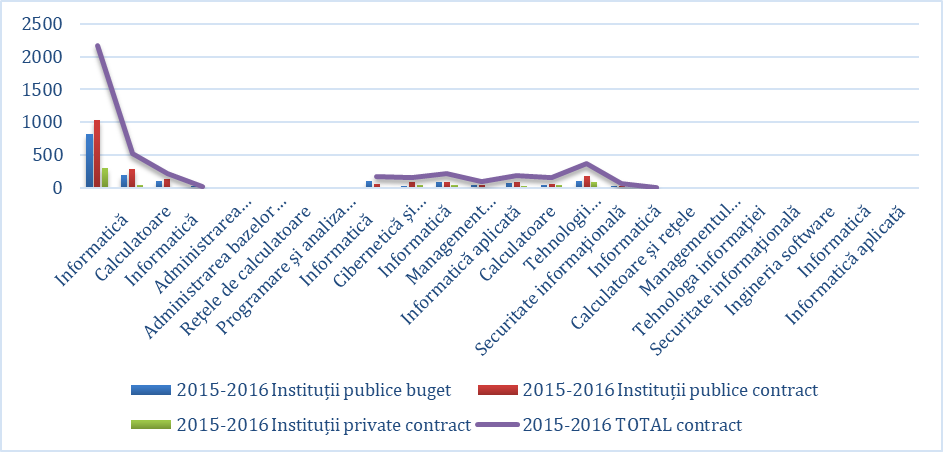 2500
2000
1500
1000
500
0
Informatică
Calculatoare
Informatică
Administrarea…
Administrarea bazelor…
Rețele de calculatoare
Programare și analiza…
Informatică
Cibernetică și…
Informatică
Management…
Informatică aplicată
Calculatoare
Tehnologii…
Securitate informațională
Informatică
Calculatoare și rețele
Managementul…
Tehnologa informației
Securitate informațională
Ingineria software
Informatică
Informatică aplicată
2015-2016 Instituții publice buget
2015-2016 Instituții publice contract
2015-2016 Instituții private contract
2015-2016 TOTAL contract